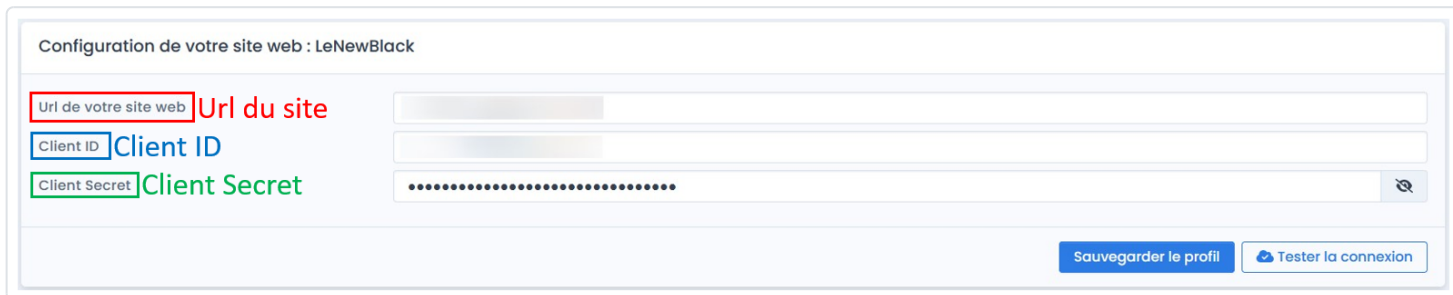 Configuration de votre site web : LeNewBlack
Url de votre site web Url du site
Client ID Client ID
Client Secret Client Secret ••••••••••••••••••••••••••••••••
Sauvegarder le profil Tester la connexion